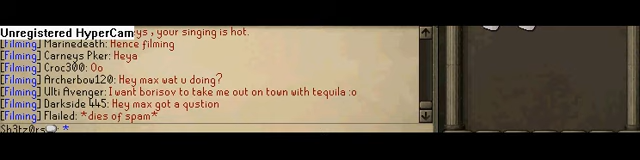 Unregistered HyperCam
eys , your singing is hot.
[Filming] Marinedeath: Hence filming
[Filming] Carneys Pker: Heya
[Filming] Croc300: Oo
[Filming] Archerbow120: Hey max wat u doing?
[Filming] Ulti Avenger: I want borisov to take me out on town with tequila :o
[Filming] Darkside 445: Hey max got a qustion
[Filming] Flailed: *dies of spam*
Sh3tz0rs: *